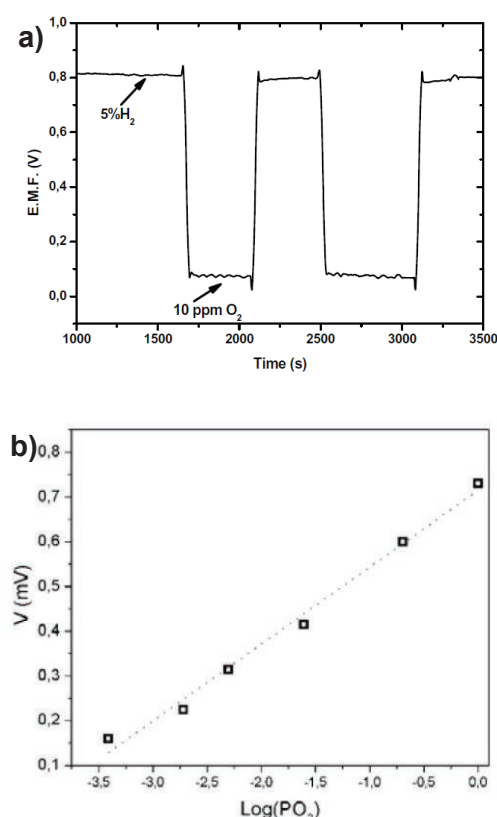 a)
1,0
0,8
0,6
0,4
0,2
0,0
E.M.F. (V)
5%H₂
10 ppm O₂
1000 1500 2000 2500 3000 3500
Time (s)
b)
0,8
0,7
0,6
0,5
0,4
0,3
0,2
0,1
V (mV)
-3,5 -3,0 -2,5 -2,0 -1,5 -1,0 -0,5 0,0
Log(PO₂)